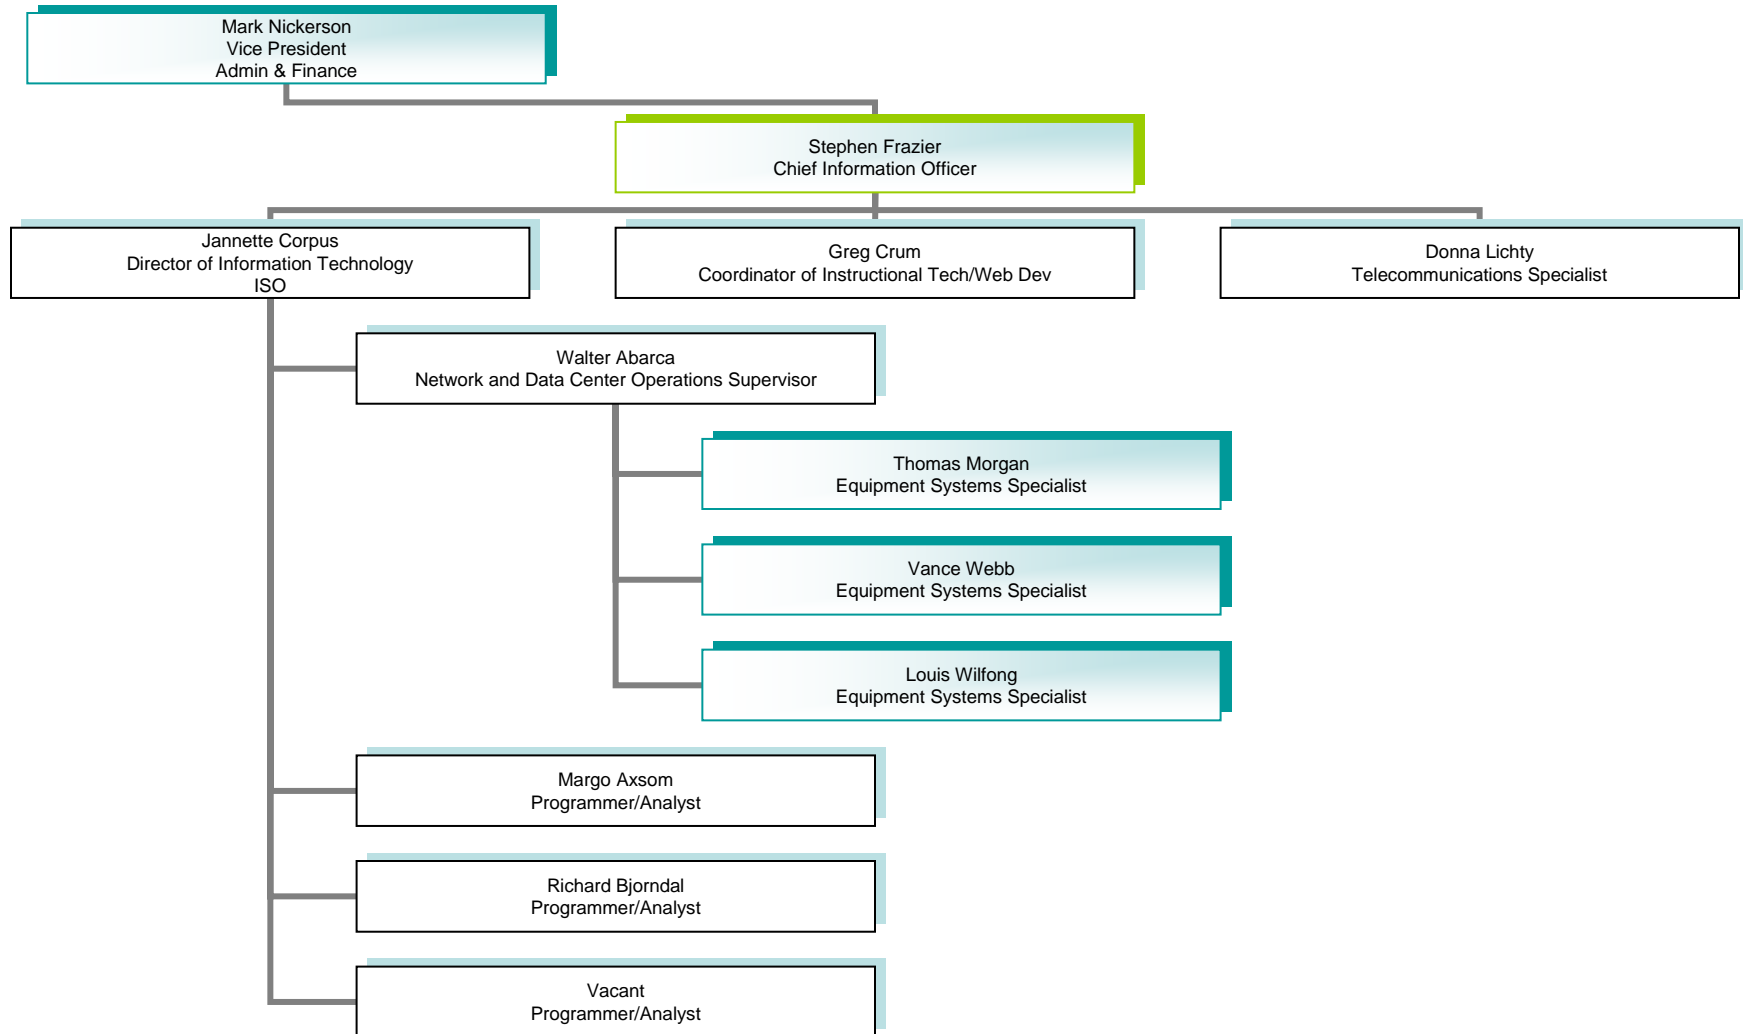 Mark Nickerson
Vice President
Admin & Finance
Stephen Frazier
Chief Information Officer
Jannette Corpus
Director of Information Technology
ISO
Greg Crum
Coordinator of Instructional Tech/Web Dev
Donna Lichty
Telecommunications Specialist
Walter Abarca
Network and Data Center Operations Supervisor
Thomas Morgan
Equipment Systems Specialist
Vance Webb
Equipment Systems Specialist
Louis Wilfong
Equipment Systems Specialist
Margo Axsom
Programmer/Analyst
Richard Bjorndal
Programmer/Analyst
Vacant
Programmer/Analyst